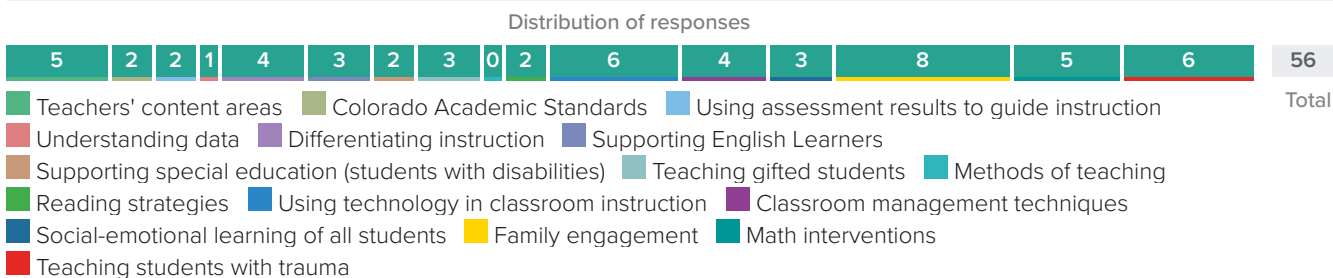 Distribution of responses
5 2 2 1 4 3 2 3 0 2 6 4 3 8 5 6 56
Teachers' content areas Colorado Academic Standards Using assessment results to guide instruction Total
Understanding data Differentiating instruction Supporting English Learners
Supporting special education (students with disabilities) Teaching gifted students Methods of teaching
Reading strategies Using technology in classroom instruction Classroom management techniques
Social-emotional learning of all students Family engagement Math interventions
Teaching students with trauma